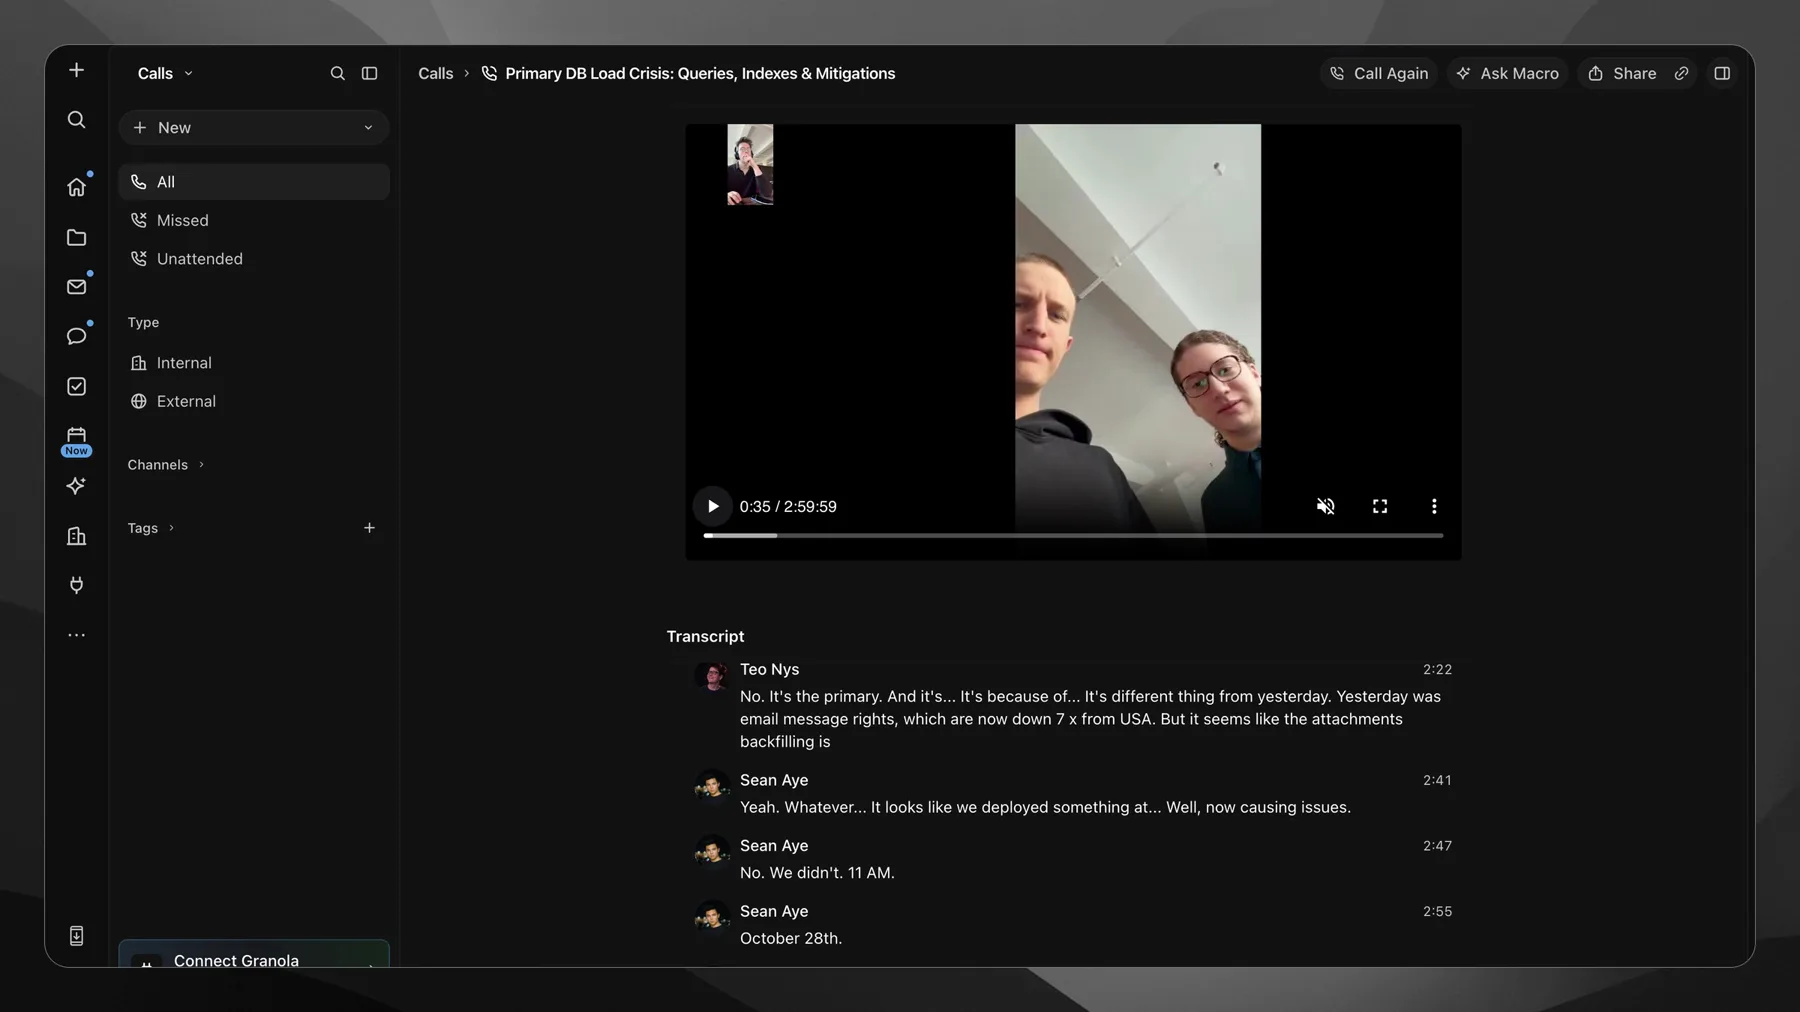 Calls
New
All
Missed
Unattended
Type
Internal
External
Channels
Tags
Now
Connect Granola
Calls > Primary DB Load Crisis: Queries, Indexes & Mitigations
Call Again
Ask Macro
Share
0:35 / 2:59:59
Transcript
Teo Nys 2:22
No. It's the primary. And it's... It's because of... It's different thing from yesterday. Yesterday was
email message rights, which are now down 7 x from USA. But it seems like the attachments
backfilling is
Sean Aye 2:41
Yeah. Whatever... It looks like we deployed something at... Well, now causing issues.
Sean Aye 2:47
No. We didn't. 11 AM.
Sean Aye 2:55
October 28th.